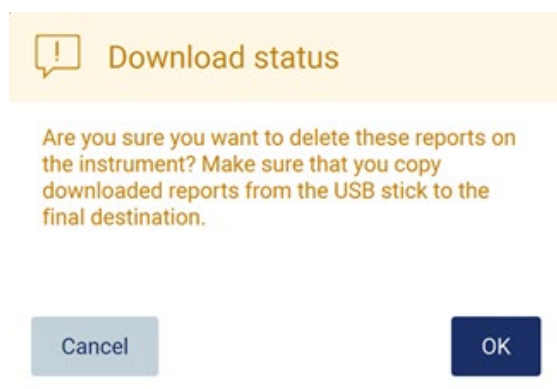 Download status
Are you sure you want to delete these reports on
the instrument? Make sure that you copy
downloaded reports from the USB stick to the
final destination.
Cancel
OK